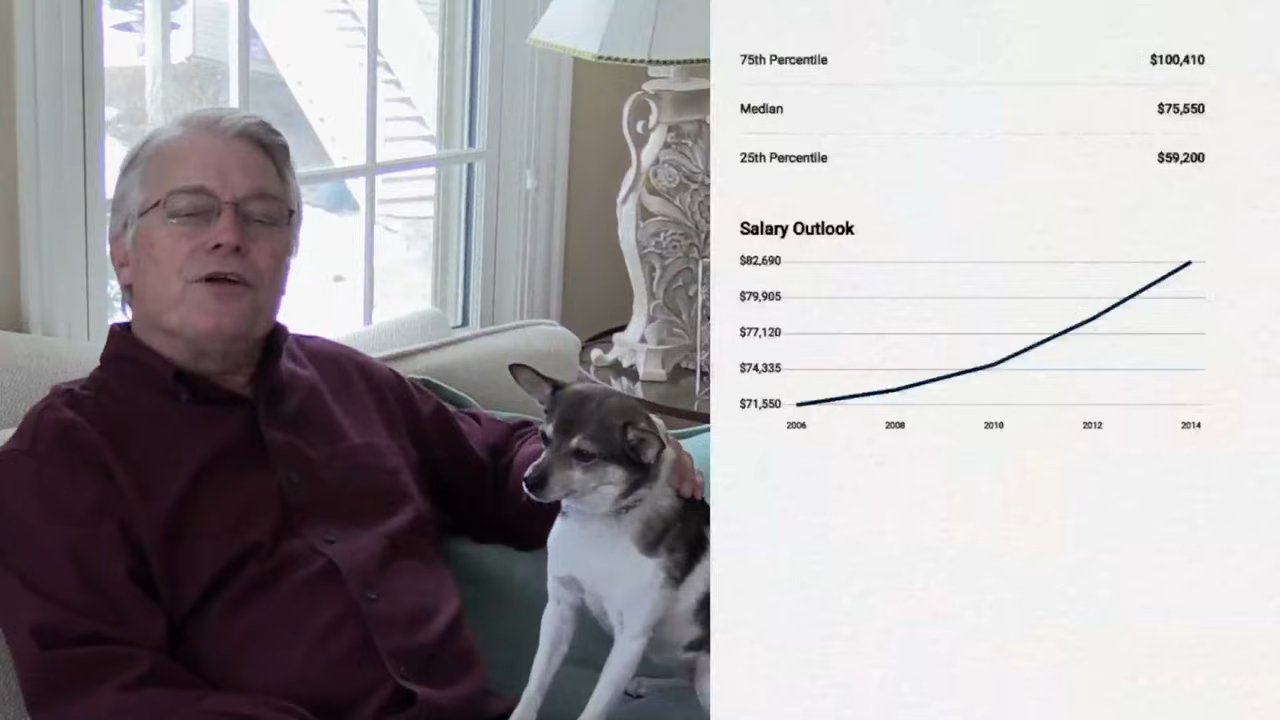 75th Percentile $100,410
Median $75,550
25th Percentile $59,200
Salary Outlook
$82,690
$79,905
$77,120
$74,335
$71,550
2006 2008 2010 2012 2014